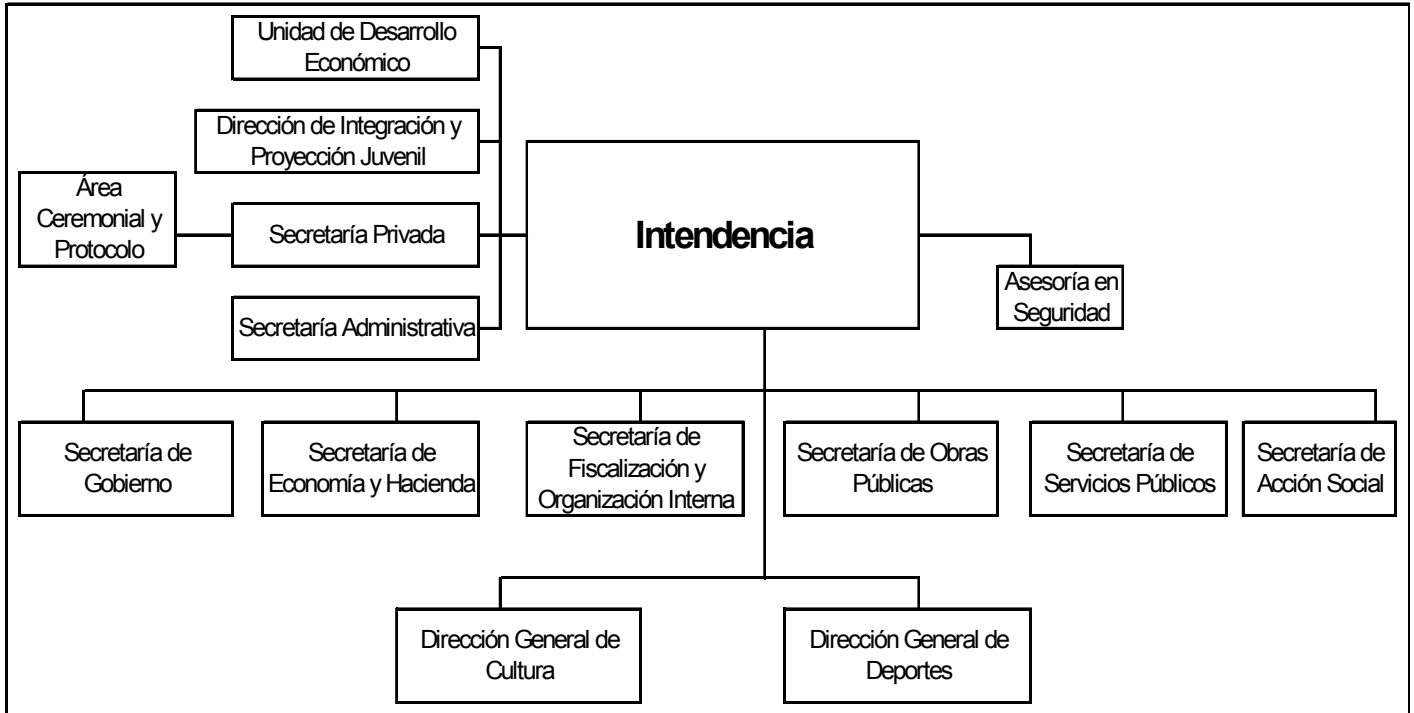 Unidad de Desarrollo
Económico
Dirección de Integración y
Proyección Juvenil
Área
Ceremonial y
Protocolo
Secretaría Privada
Intendencia
Asesoría en
Seguridad
Secretaría Administrativa
Secretaría de
Gobierno
Secretaría de
Economía y Hacienda
Secretaría de
Fiscalización y
Organización Interna
Secretaría de Obras
Públicas
Secretaría de
Servicios Públicos
Secretaría de
Acción Social
Dirección General de
Cultura
Dirección General de
Deportes